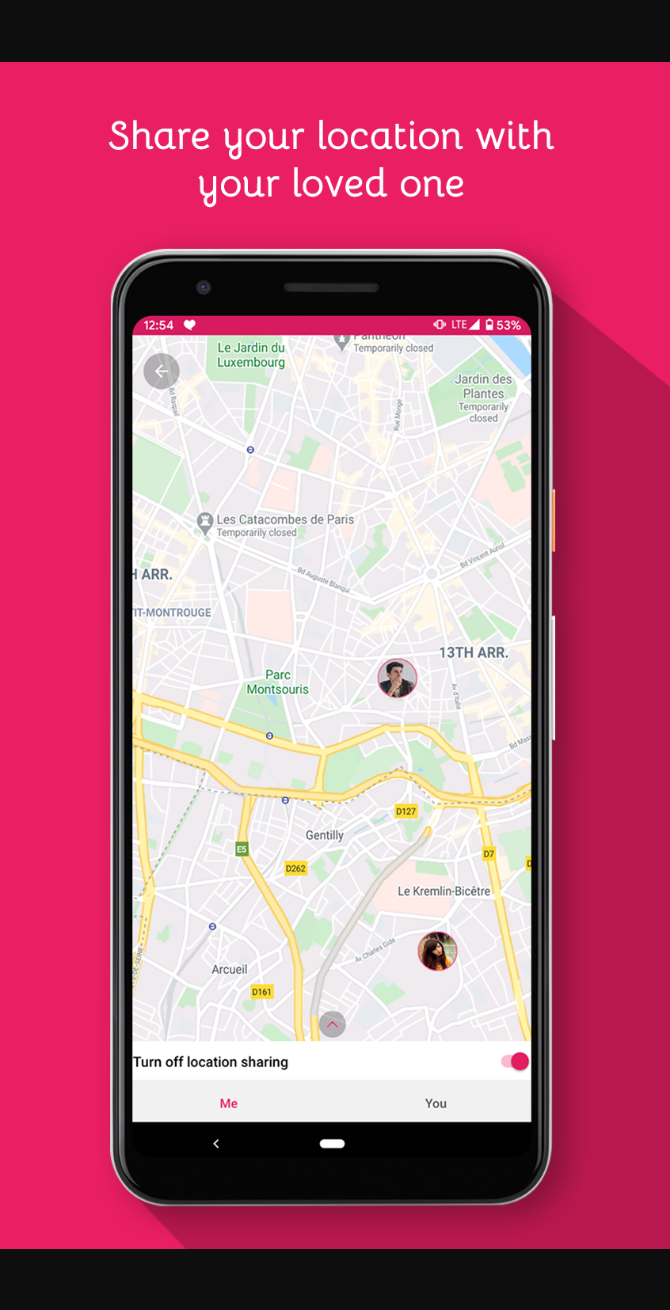 Share your location with
your loved one
12:54
LTE 53%
Le Jardin du
Luxembourg
Panthéon
Temporarily closed
Jardin des
Plantes
Temporarily
closed
Bd Raspail
Rue Monge
Les Catacombes de Paris
Temporarily closed
Bd Vincent Auriol
Bd Auguste Blanqui
H ARR.
IT-MONTROUGE
13TH ARR.
Parc
Montsouris
Av. d'Italie
Bd Mass
D127
Gentilly
E5
D7
D262
Le Kremlin-Bicêtre
Av Charles Gide
Arcueil
D161
Turn off location sharing
Me
You